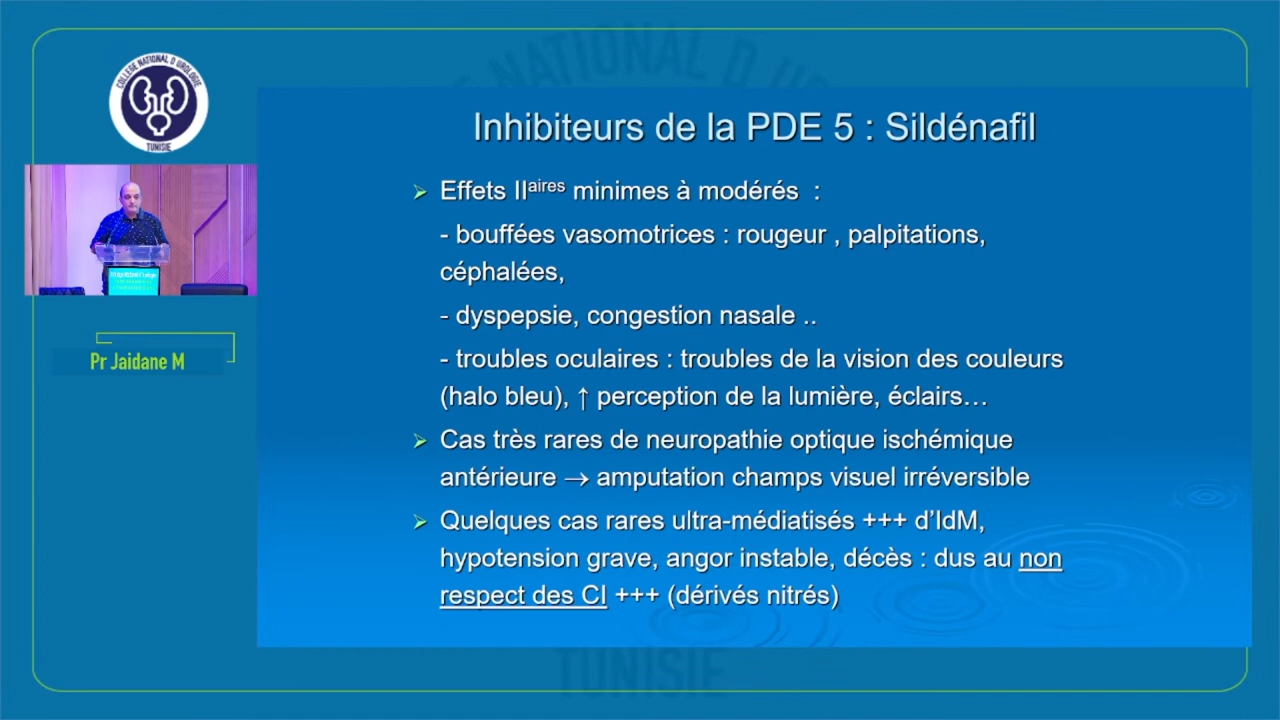 COLLÈGE NATIONAL D UROLOGIE
TUNISIE
Pr Jaidane M
Inhibiteurs de la PDE 5 : Sildénafil
Effets IIaires minimes à modérés :
- bouffées vasomotrices : rougeur , palpitations,
céphalées,
- dyspepsie, congestion nasale ..
- troubles oculaires : troubles de la vision des couleurs
(halo bleu), ↑ perception de la lumière, éclairs…
Cas très rares de neuropathie optique ischémique
antérieure → amputation champs visuel irréversible
Quelques cas rares ultra-médiatisés +++ d’IdM,
hypotension grave, angor instable, décès : dus au non
respect des CI +++ (dérivés nitrés)
NATIONAL D
TUNISIE